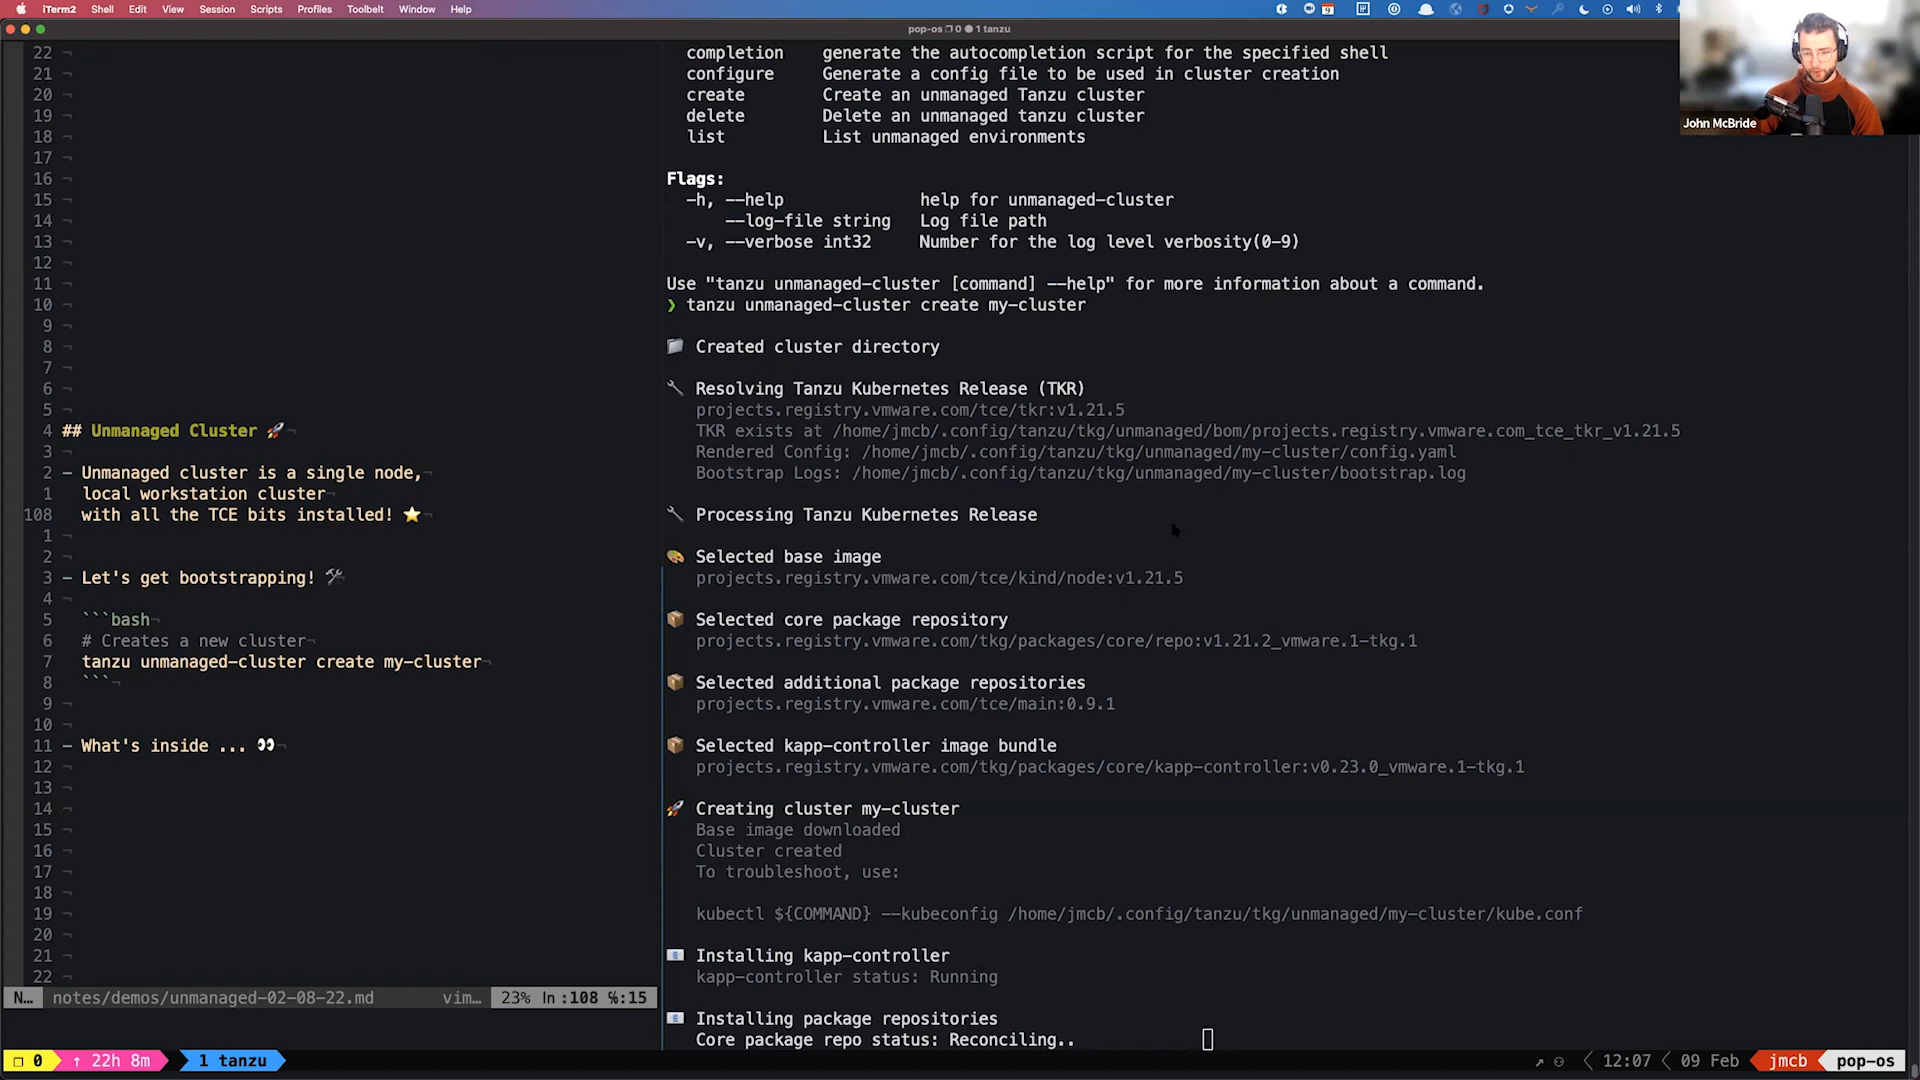 iTerm2 Shell Edit View Session Scripts Profiles Toolbelt Window Help
9
pop-os 0 1 tanzu
John McBride
22
21
20
19
18
17
16
15
14
13
12
11
10
9
8
7
6
5
4 ## Unmanaged Cluster 🚀¬
3 ¬
2 - Unmanaged cluster is a single node,¬
1 local workstation cluster¬
108 with all the TCE bits installed! ⭐¬
1 ¬
2 ¬
3 - Let's get bootstrapping! 🛠¬
4 ¬
5 ```bash¬
6 # Creates a new cluster¬
7 tanzu unmanaged-cluster create my-cluster¬
8 ```¬
9 ¬
10 ¬
11 - What's inside ... 👀¬
12 ¬
13 ¬
14 ¬
15 ¬
16 ¬
17 ¬
18 ¬
19 ¬
20 ¬
21 ¬
22 ¬
N… notes/demos/unmanaged-02-08-22.md vim… 23% ln :108 %:15
completion generate the autocompletion script for the specified shell
configure Generate a config file to be used in cluster creation
create Create an unmanaged Tanzu cluster
delete Delete an unmanaged tanzu cluster
list List unmanaged environments
Flags:
-h, --help help for unmanaged-cluster
--log-file string Log file path
-v, --verbose int32 Number for the log level verbosity(0-9)
Use "tanzu unmanaged-cluster [command] --help" for more information about a command.
❯ tanzu unmanaged-cluster create my-cluster
📁 Created cluster directory
🔧 Resolving Tanzu Kubernetes Release (TKR)
projects.registry.vmware.com/tce/tkr:v1.21.5
TKR exists at /home/jmcb/.config/tanzu/tkg/unmanaged/bom/projects.registry.vmware.com_tce_tkr_v1.21.5
Rendered Config: /home/jmcb/.config/tanzu/tkg/unmanaged/my-cluster/config.yaml
Bootstrap Logs: /home/jmcb/.config/tanzu/tkg/unmanaged/my-cluster/bootstrap.log
🔧 Processing Tanzu Kubernetes Release
🎨 Selected base image
projects.registry.vmware.com/tce/kind/node:v1.21.5
📦 Selected core package repository
projects.registry.vmware.com/tkg/packages/core/repo:v1.21.2_vmware.1-tkg.1
📦 Selected additional package repositories
projects.registry.vmware.com/tce/main:0.9.1
📦 Selected kapp-controller image bundle
projects.registry.vmware.com/tkg/packages/core/kapp-controller:v0.23.0_vmware.1-tkg.1
🚀 Creating cluster my-cluster
Base image downloaded
Cluster created
To troubleshoot, use:
kubectl ${COMMAND} --kubeconfig /home/jmcb/.config/tanzu/tkg/unmanaged/my-cluster/kube.conf
📧 Installing kapp-controller
kapp-controller status: Running
📧 Installing package repositories
Core package repo status: Reconciling..
0 ↑ 22h 8m 1 tanzu 12:07 09 Feb jmcb pop-os